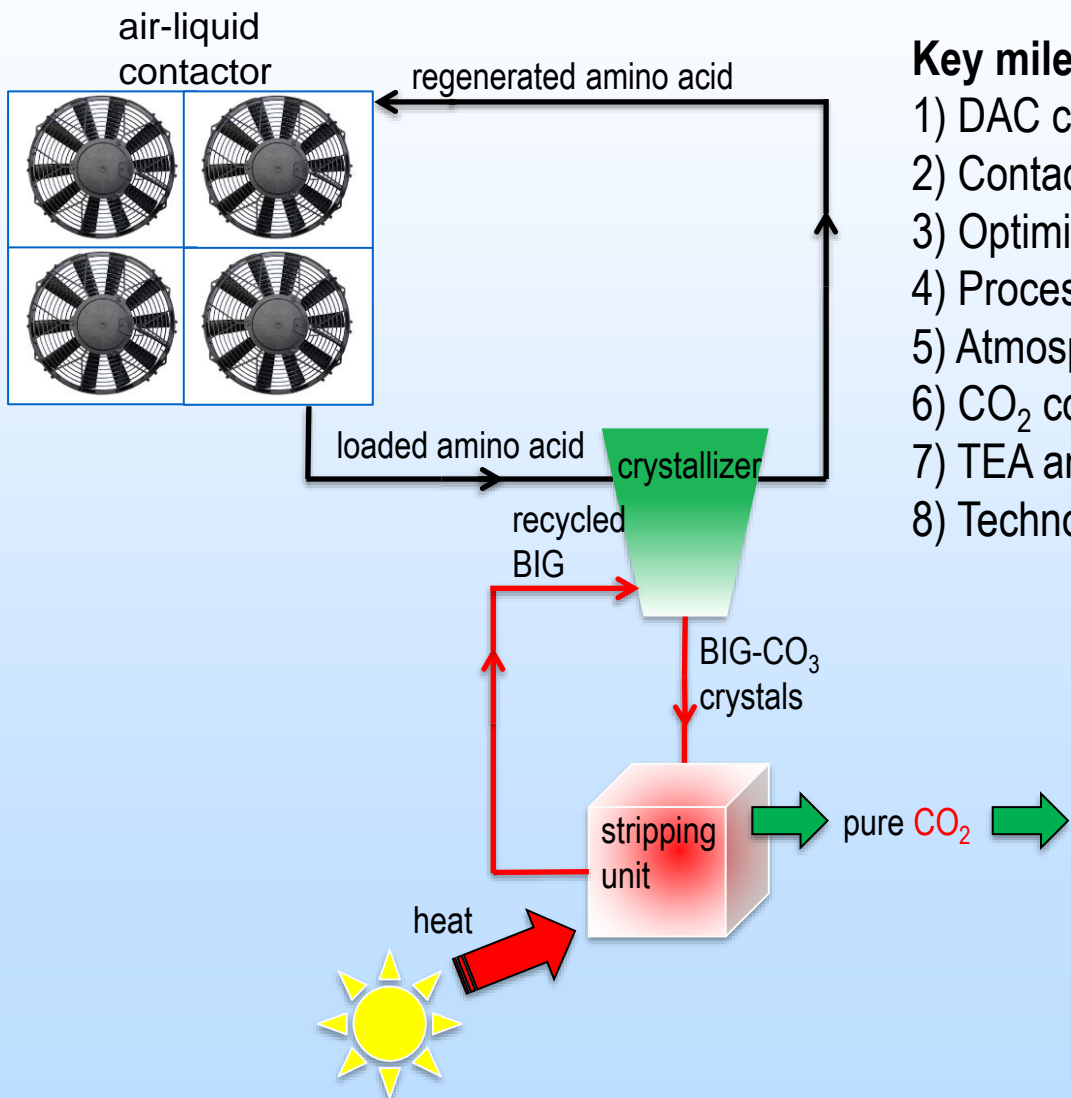 air-liquid
contactor
regenerated amino acid
loaded amino acid
crystallizer
recycled
BIG
BIG-CO₃
crystals
stripping
unit
pure CO₂
heat
Key mile
1) DAC c
2) Contac
3) Optimi
4) Proces
5) Atmosp
6) CO₂ co
7) TEA a
8) Techno